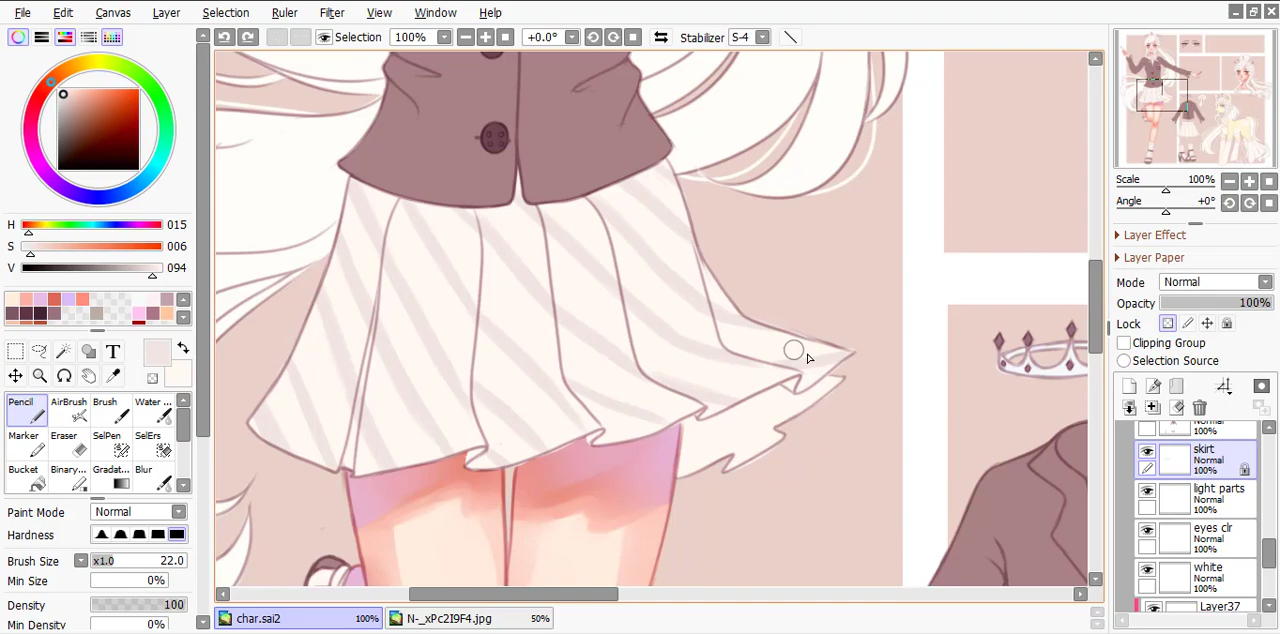 File Edit Canvas Layer Selection Ruler Filter View Window Help
Selection 100% +0.0° Stabilizer S-4
H 015
S 006
V 094
T
Pencil AirBrush Brush Water ...
Marker Eraser SelPen SelErs
Bucket Binary... Gradat... Blur
Paint Mode Normal
Hardness
Brush Size x1.0 22.0
Min Size 0%
Density 100
Min Density 0%
char.sai2 100% N-_xPc2I9F4.jpg 50%
Scale 100%
Angle +0°
Layer Effect
Layer Paper
Mode Normal
Opacity 100%
Lock
Clipping Group
Selection Source
Normal
100%
skirt
Normal
100%
light parts
Normal
100%
eyes clr
Normal
100%
white
Normal
100%
Layer37